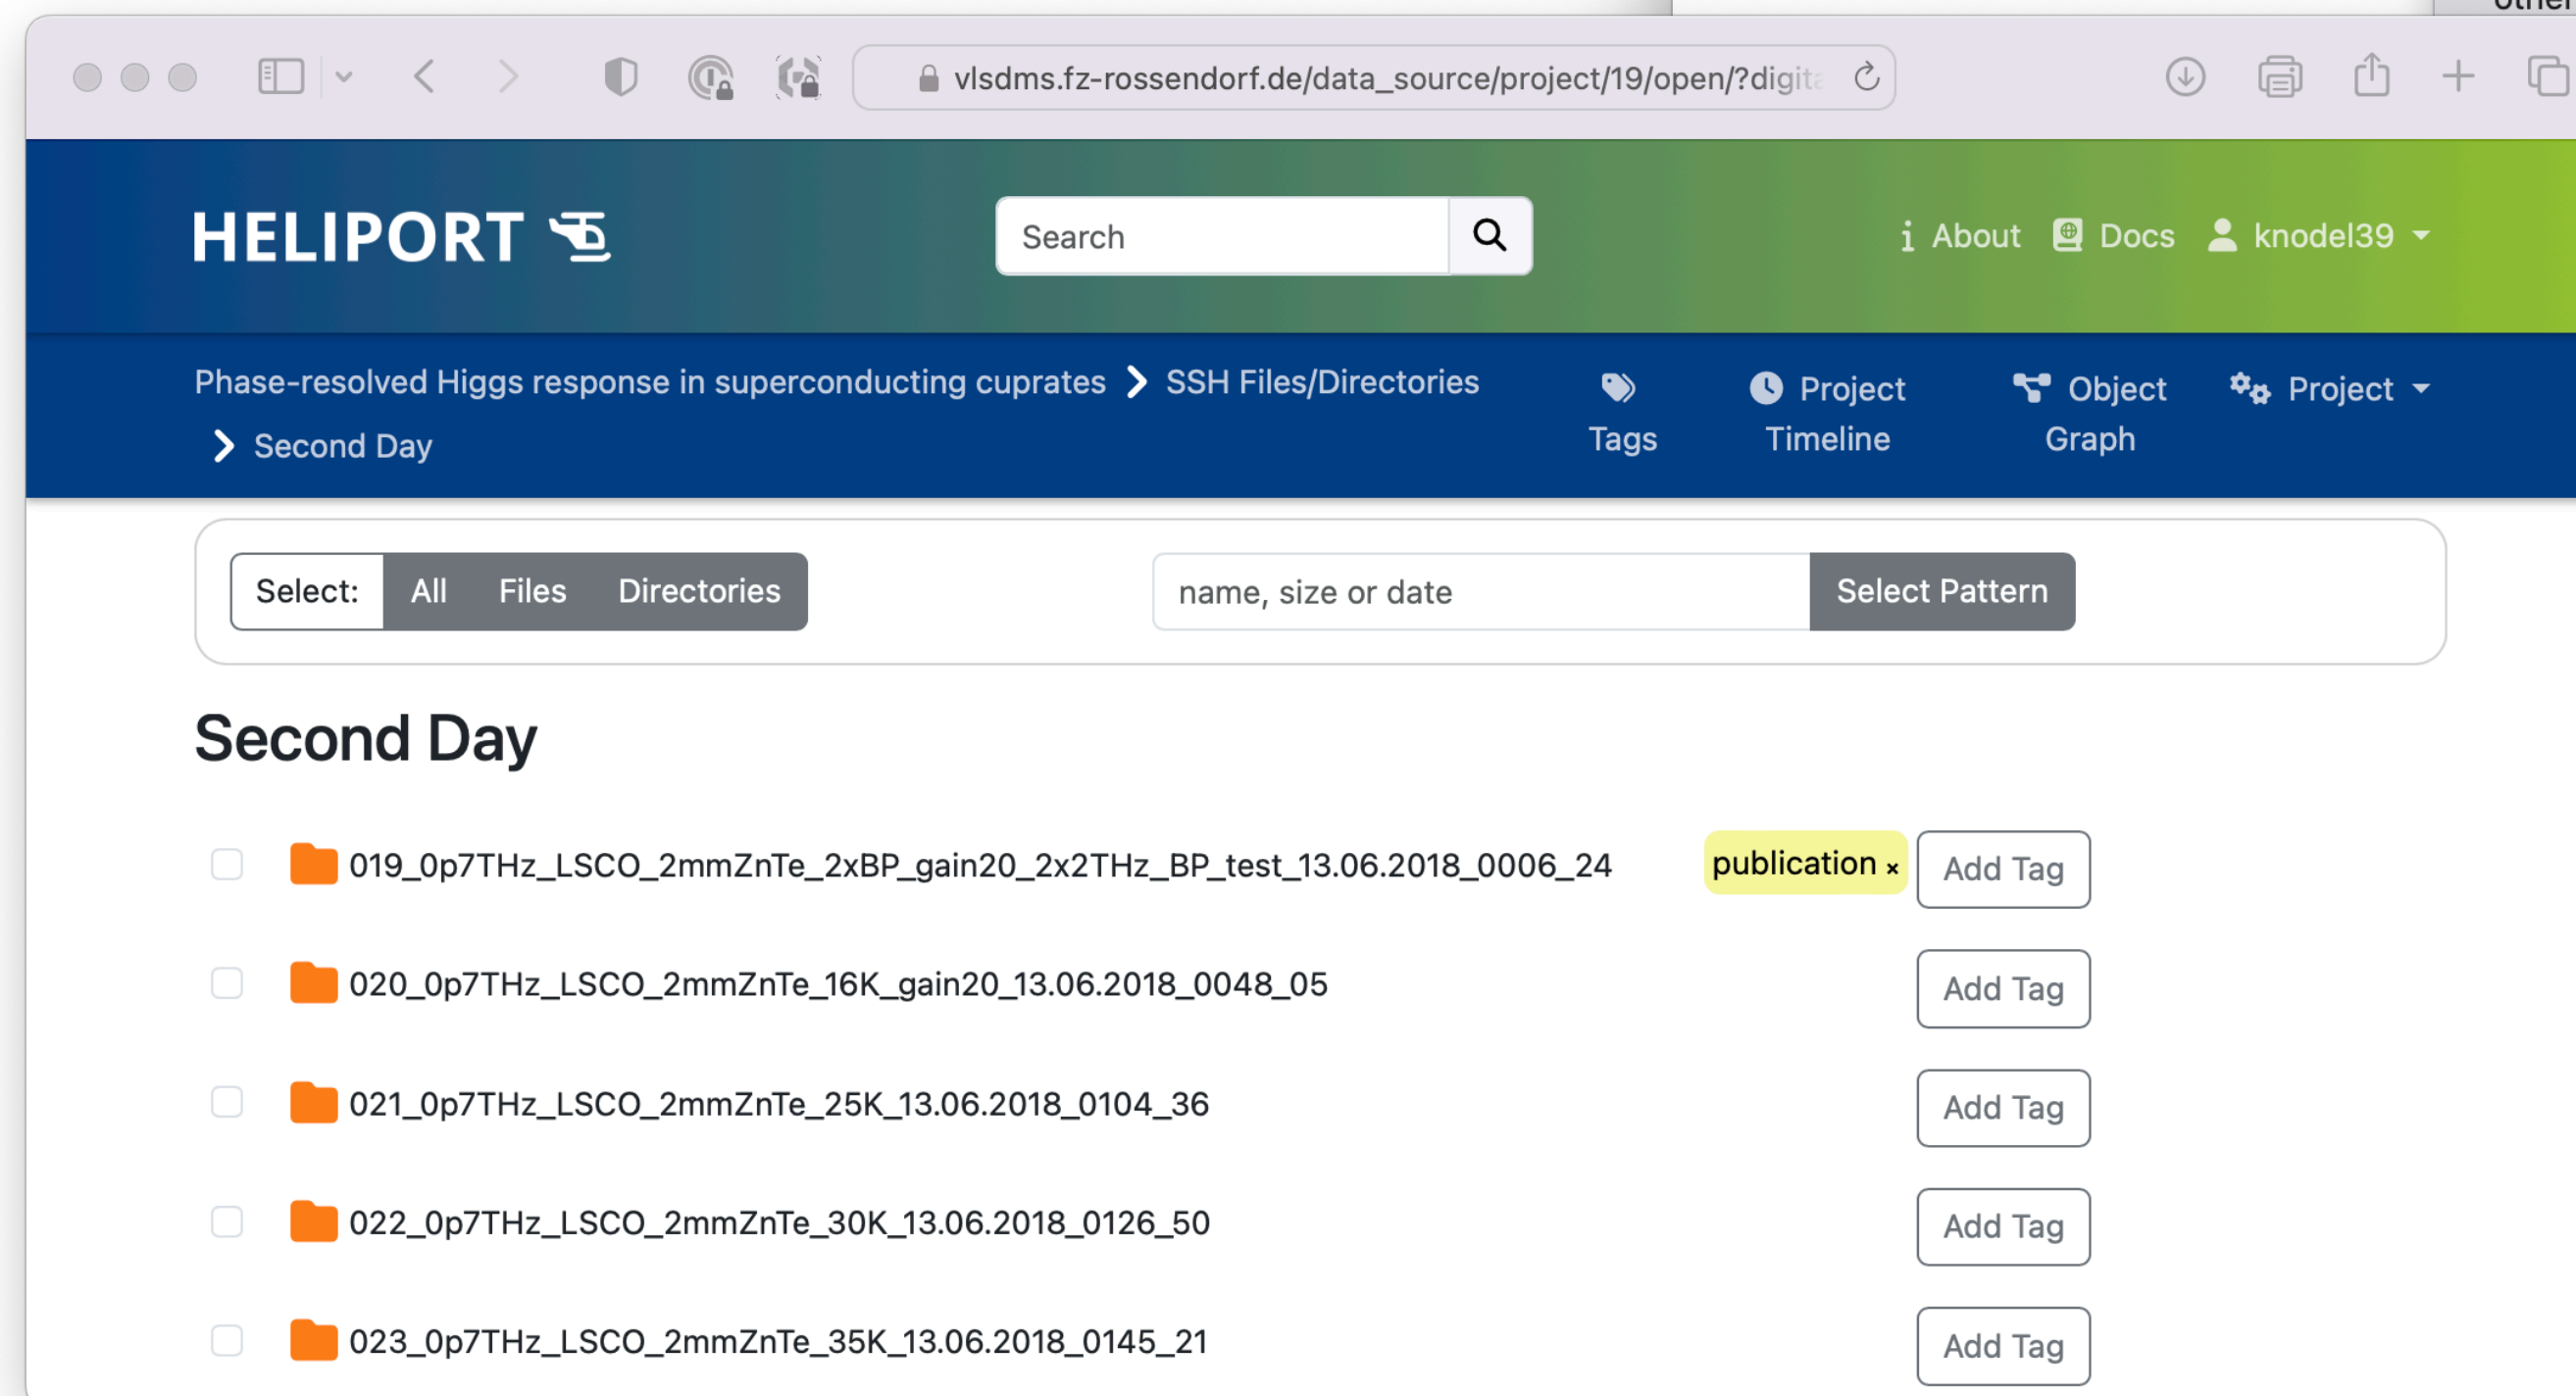 other
vlsdms.fz-rossendorf.de/data_source/project/19/open/?digit
HELIPORT
Search
About Docs knodel39
Phase-resolved Higgs response in superconducting cuprates SSH Files/Directories
Second Day
Tags
Project Timeline
Object Graph
Project
Select: All Files Directories
name, size or date Select Pattern
Second Day
019_0p7THz_LSCO_2mmZnTe_2xBP_gain20_2x2THz_BP_test_13.06.2018_0006_24 publication × Add Tag
020_0p7THz_LSCO_2mmZnTe_16K_gain20_13.06.2018_0048_05 Add Tag
021_0p7THz_LSCO_2mmZnTe_25K_13.06.2018_0104_36 Add Tag
022_0p7THz_LSCO_2mmZnTe_30K_13.06.2018_0126_50 Add Tag
023_0p7THz_LSCO_2mmZnTe_35K_13.06.2018_0145_21 Add Tag